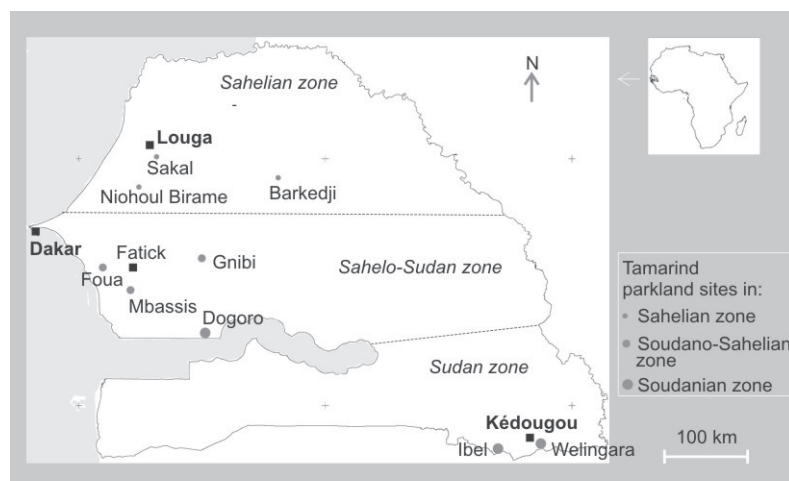 Sahelian zone
N
Louga
Sakal
Niohoul Birame
Barkedji
Dakar
Fatick
Gnibi
Foua
Sahelo-Sudan zone
Mbassis
Dogoro
Sudan zone
Kédougou
Ibel
Welingara
Tamarind
parkland sites in:
Sahelian zone
Soudano-Sahelian
zone
Soudanian zone
100 km